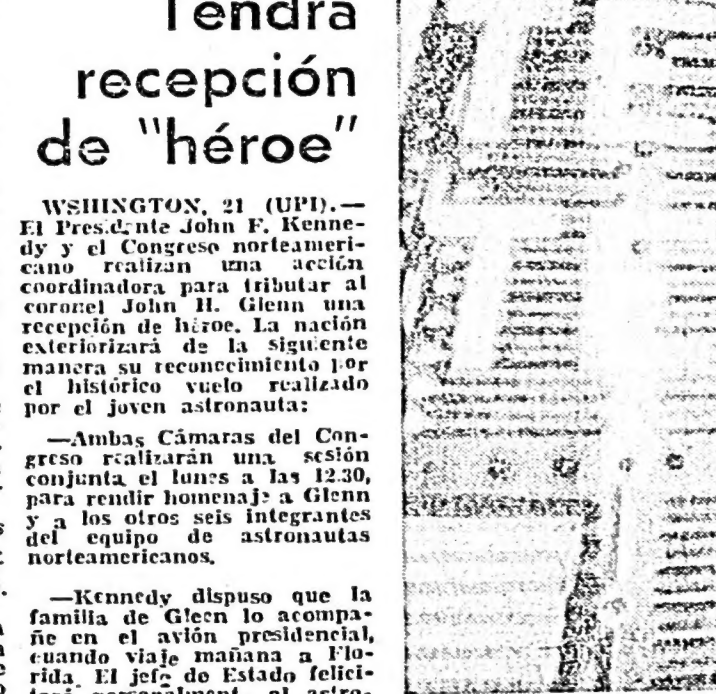 Tendrá
recepción
de "héroe"
WSHINGTON, 21 (UPI).—
El Presidente John F. Kenne-
dy y el Congreso norteameri-
cano realizan una acción
coordinadora para tributar al
coronel John H. Glenn una
recepción de héroe. La nación
exteriorizará de la siguiente
manera su reconocimiento por
el histórico vuelo realizado
por el joven astronauta:
—Ambas Cámaras del Con-
greso realizarán una sesión
conjunta el lunes a las 12.30,
para rendir homenaje a Glenn
y a los otros seis integrantes
del equipo de astronautas
norteamericanos.
—Kennedy dispuso que la
familia de Gleen lo acompa-
ñe en el avión presidencial,
cuando viaje mañana a Flo-
rida. El jefe de Estado felici-